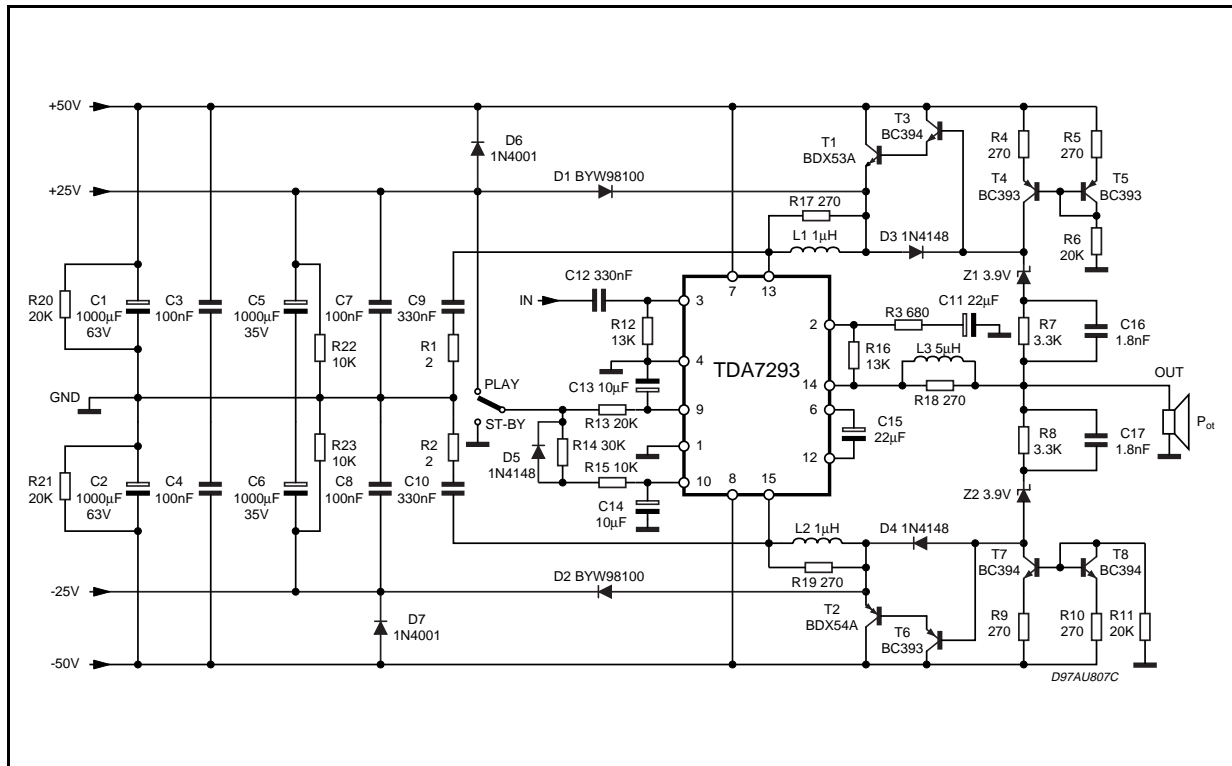 +50V
+25V
GND
-25V
-50V
R20
20K
C1
1000µF
63V
C3
100nF
C5
1000µF
35V
R22
10K
C7
100nF
C9
330nF
R1
2
R21
20K
C2
1000µF
63V
C4
100nF
C6
1000µF
35V
R23
10K
C8
100nF
R2
2
C10
330nF
D6
1N4001
D1 BYW98100
D7
1N4001
D2 BYW98100
PLAY
ST-BY
IN
C12 330nF
R12
13K
C13 10µF
R13 20K
R14 30K
D5
1N4148
R15 10K
C14
10µF
TDA7293
3
4
9
1
10
7
13
8
15
2
14
6
12
R17 270
L1 1µH
D3 1N4148
T1
BDX53A
T3
BC394
R4
270
R5
270
T4
BC393
T5
BC393
R6
20K
Z1 3.9V
R7
3.3K
C16
1.8nF
R3 680
C11 22µF
R16
13K
L3 5µH
R18 270
C15
22µF
OUT
Pot
R8
3.3K
C17
1.8nF
Z2 3.9V
L2 1µH
D4 1N4148
R19 270
T2
BDX54A
T6
BC393
T7
BC394
T8
BC394
R9
270
R10
270
R11
20K
D97AU807C